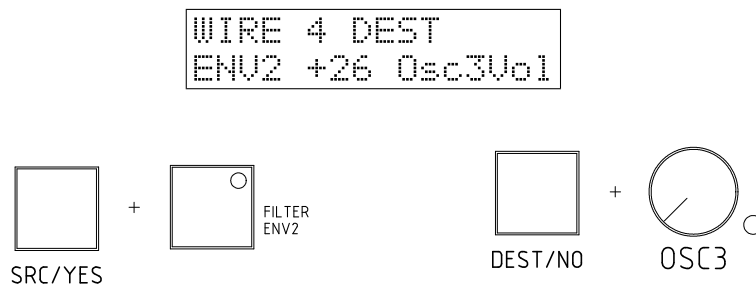 WIRE 4 DEST
ENV2 +26 Osc3Vol
+
FILTER
ENV2
SRC/YES
+
DEST/NO
OSC3